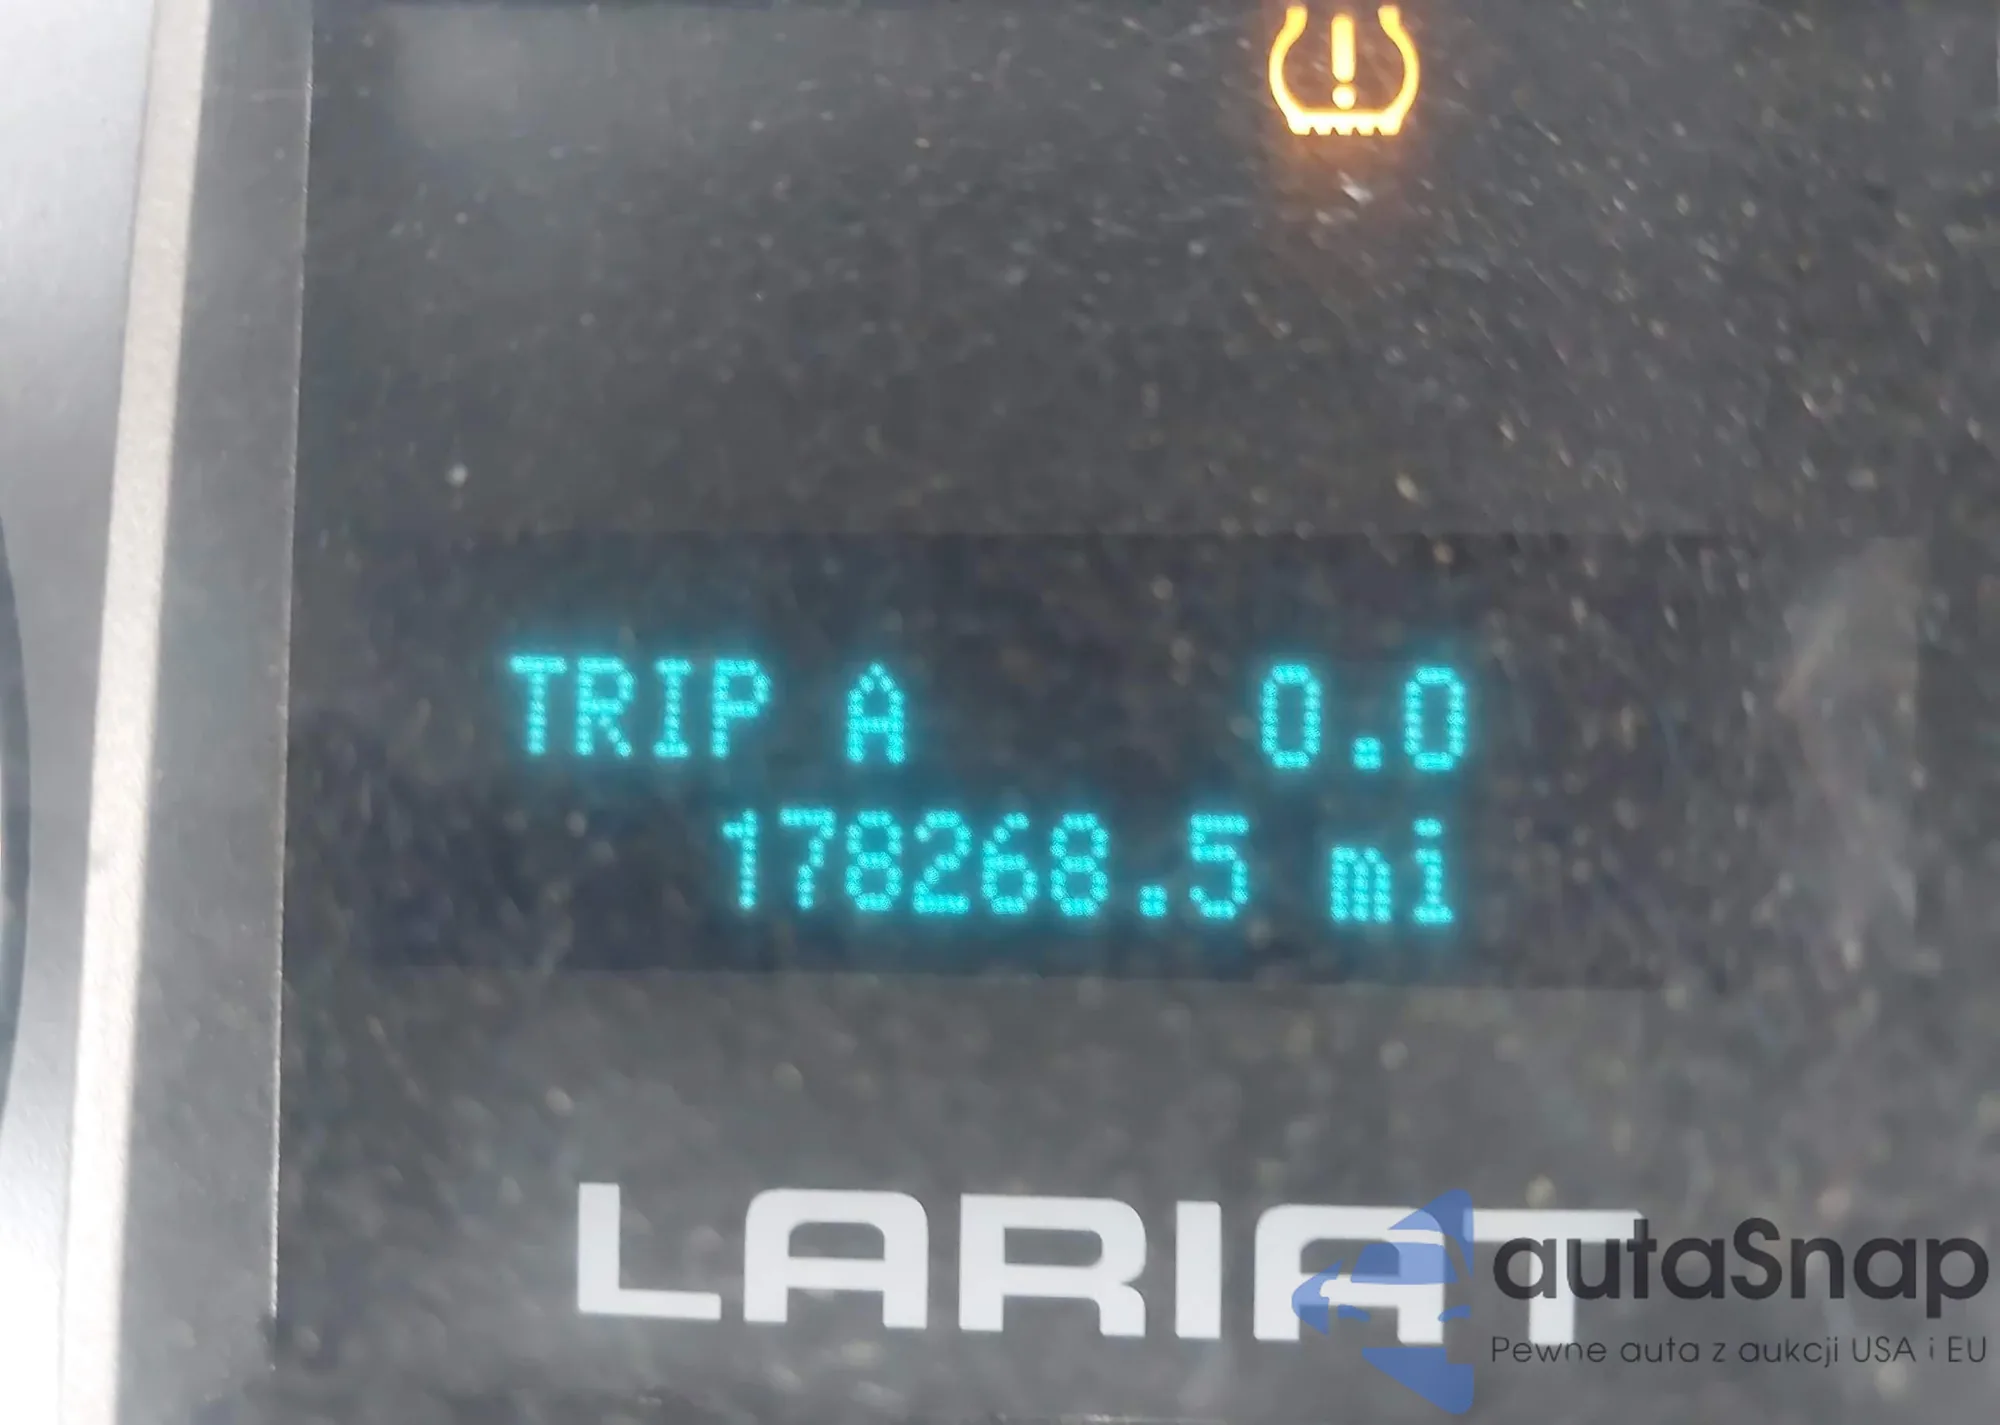 TRIP A 0.0
178268.5 mi
LARIAT
autaSnap
Pewne auta z aukcji USA i EU